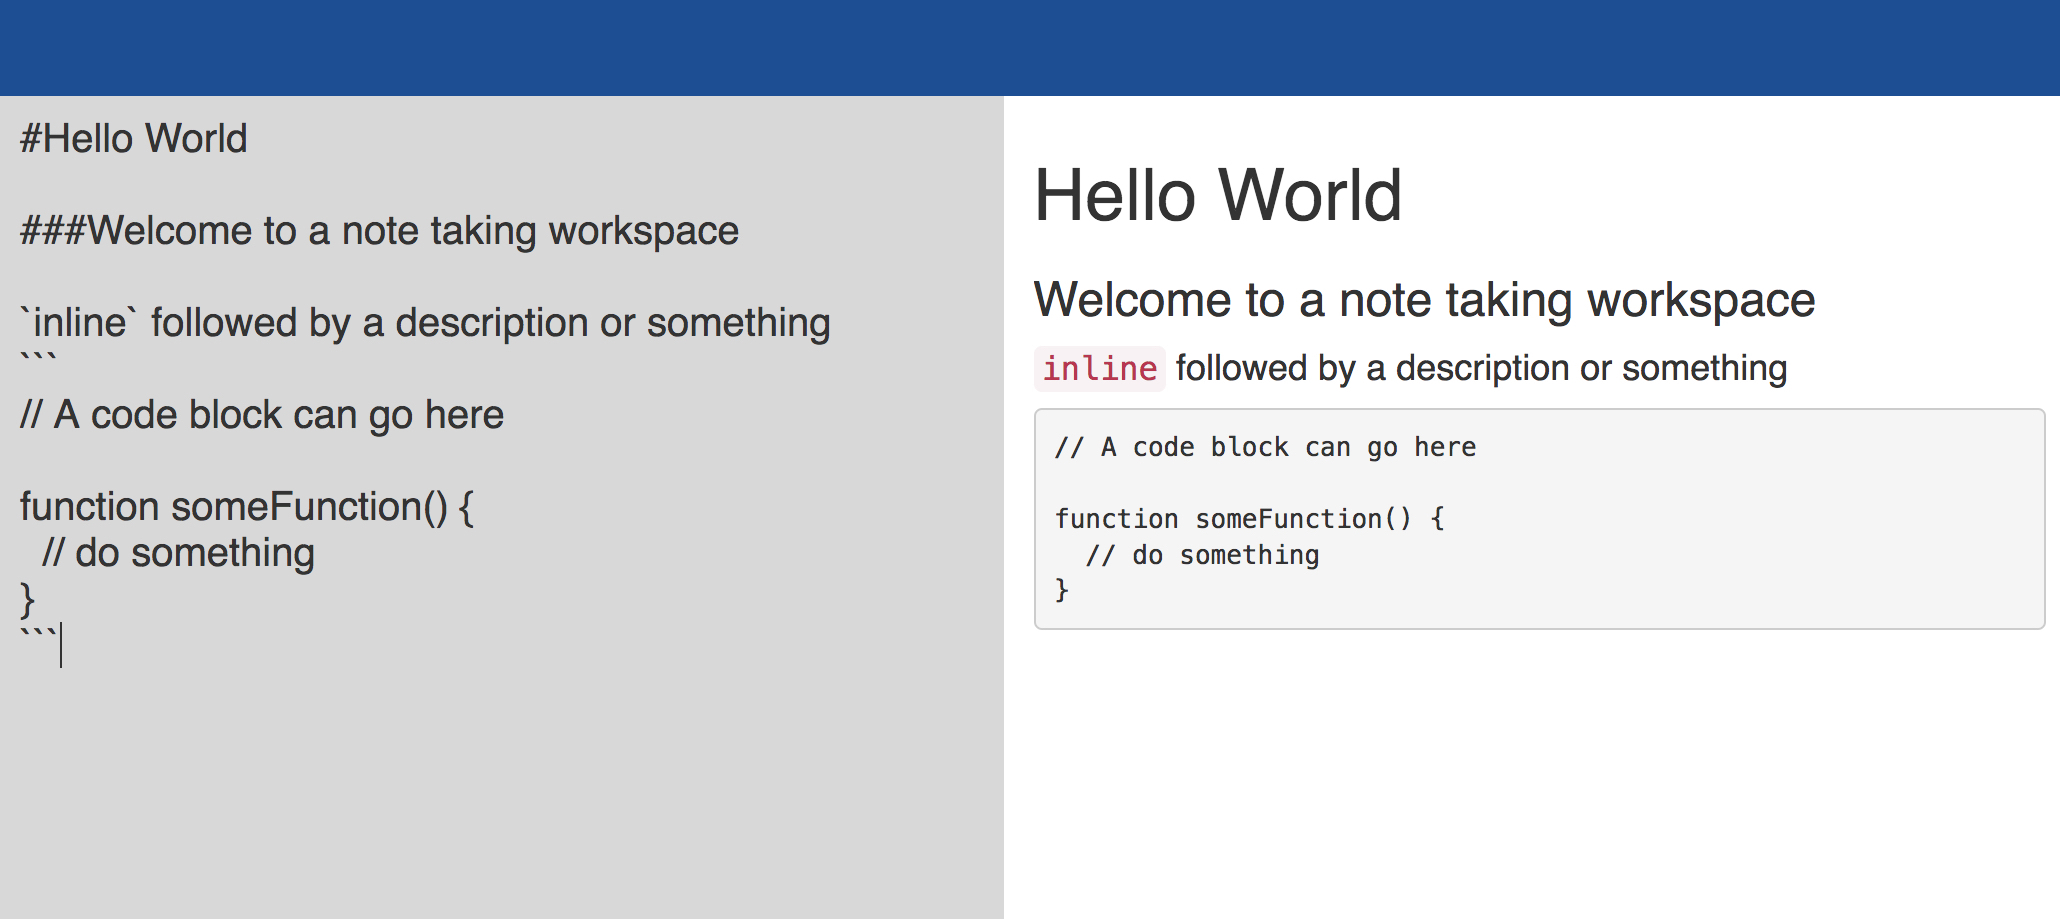 #Hello World
###Welcome to a note taking workspace
`inline` followed by a description or something
```
// A code block can go here
function someFunction() {
  // do something
}
```
Hello World
Welcome to a note taking workspace
inline followed by a description or something
// A code block can go here
function someFunction() {
  // do something
}